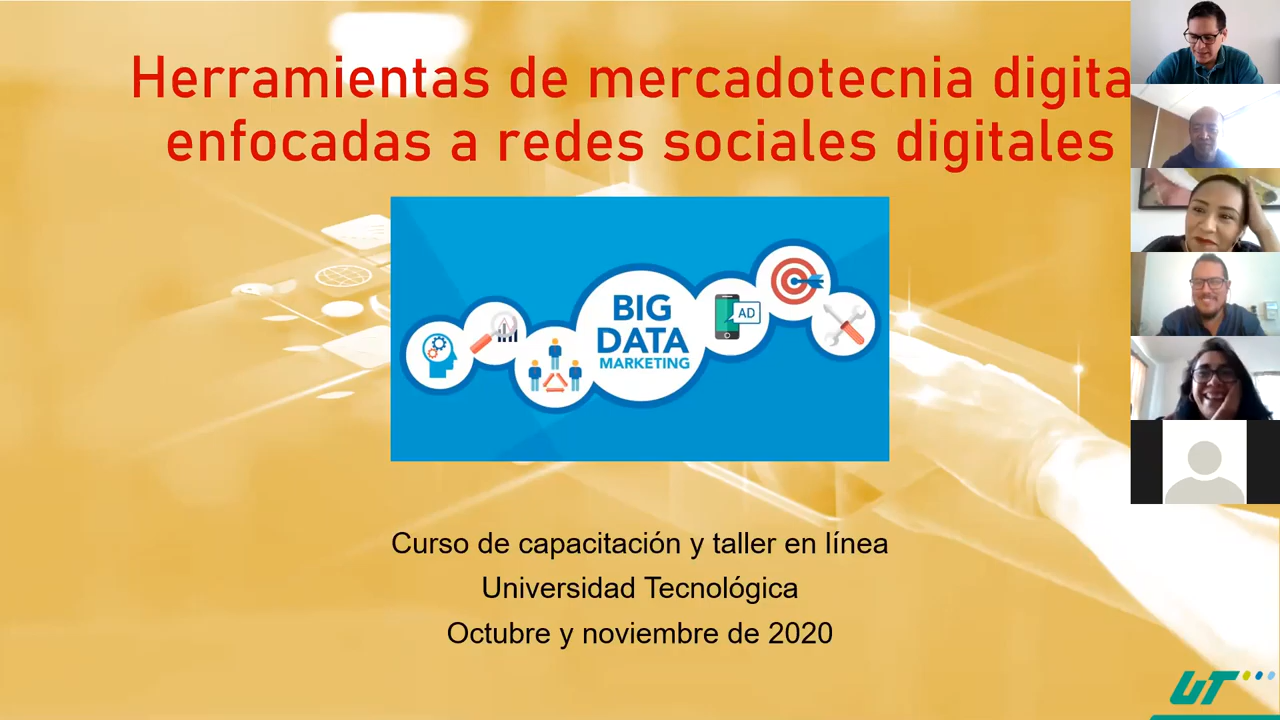 Herramientas de mercadotecnia digita
enfocadas a redes sociales digitales
BIG
DATA
MARKETING
AD
Curso de capacitación y taller en línea
Universidad Tecnológica
Octubre y noviembre de 2020
UT